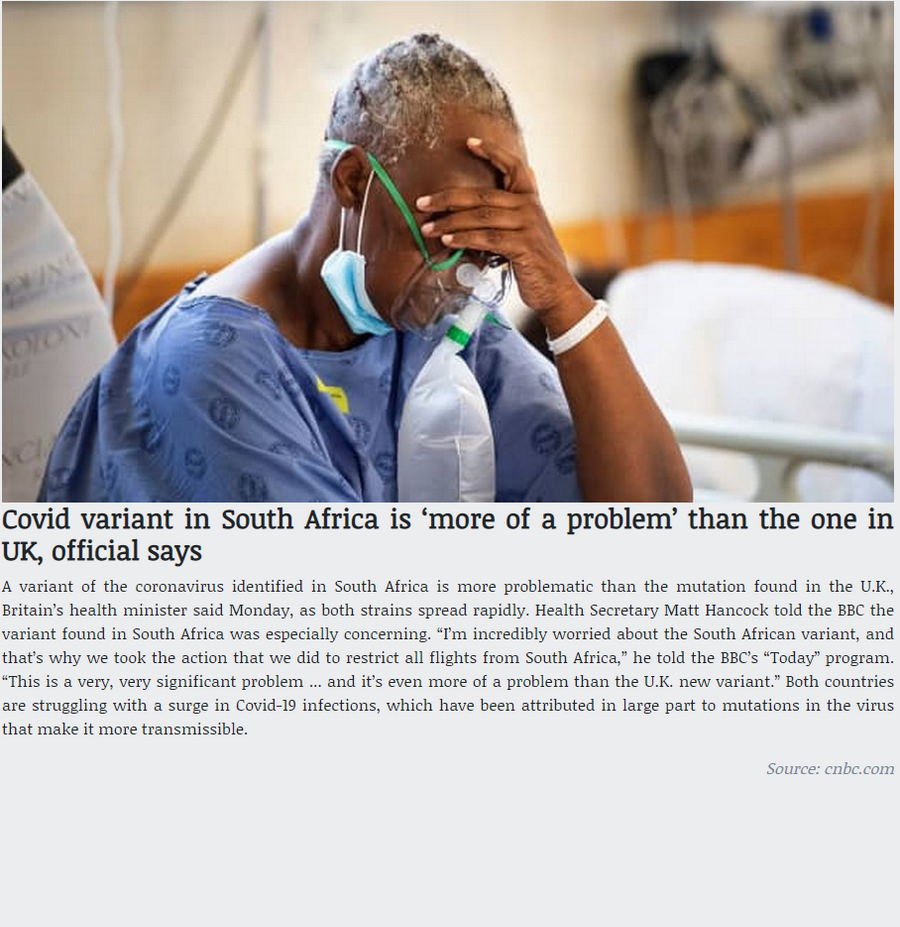 Covid variant in South Africa is ‘more of a problem’ than the one in
UK, official says
A variant of the coronavirus identified in South Africa is more problematic than the mutation found in the U.K.,
Britain’s health minister said Monday, as both strains spread rapidly. Health Secretary Matt Hancock told the BBC the
variant found in South Africa was especially concerning. “I’m incredibly worried about the South African variant, and
that’s why we took the action that we did to restrict all flights from South Africa,” he told the BBC’s “Today” program.
“This is a very, very significant problem ... and it’s even more of a problem than the U.K. new variant.” Both countries
are struggling with a surge in Covid-19 infections, which have been attributed in large part to mutations in the virus
that make it more transmissible.
Source: cnbc.com